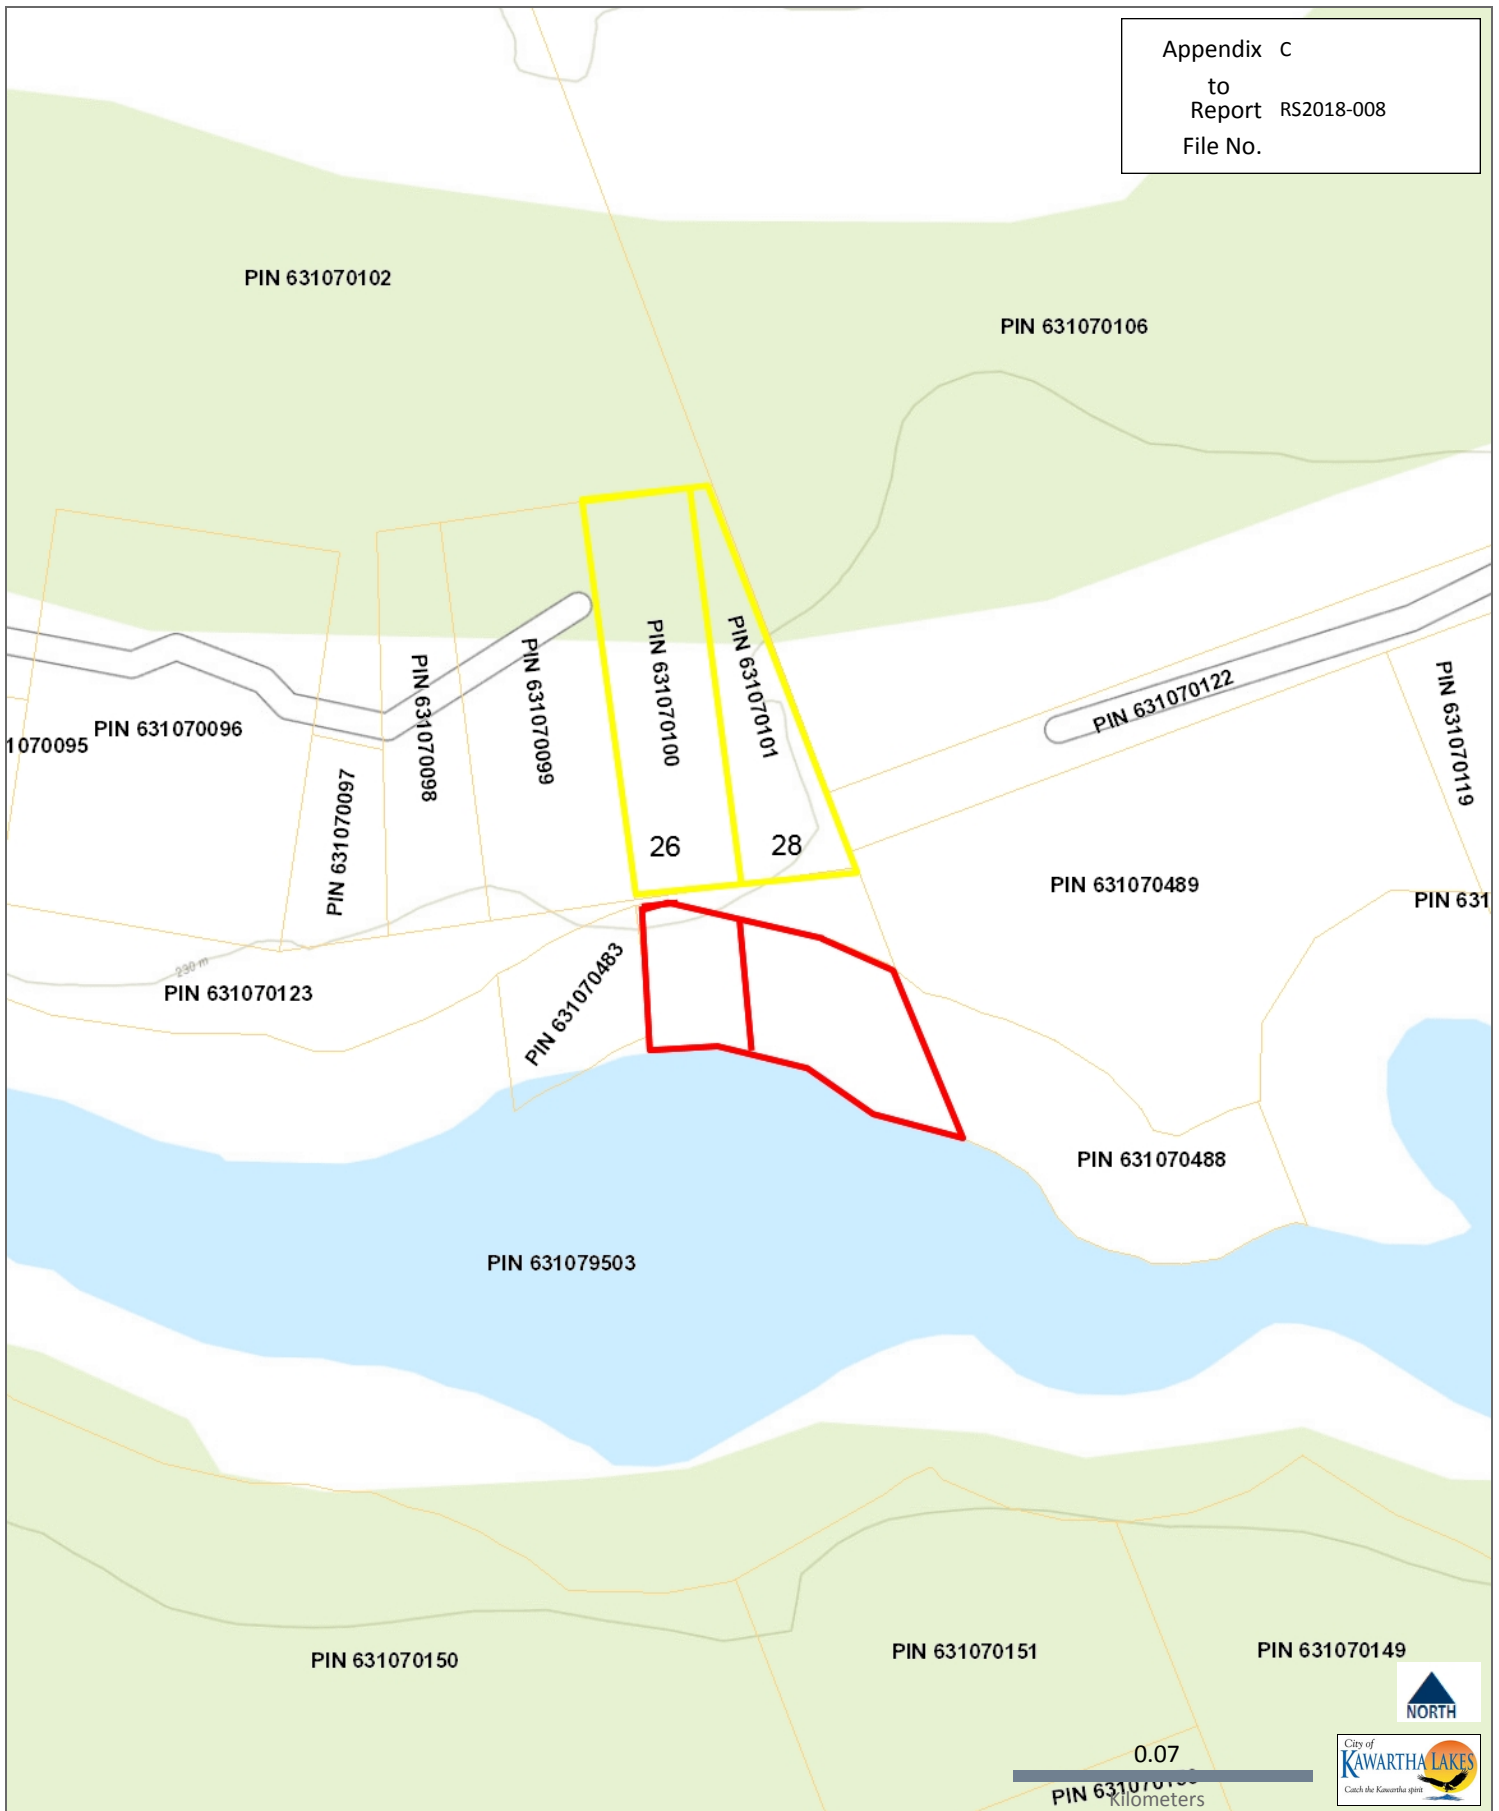 Appendix C
to
Report RS2018-008
File No.
PIN 631070102
PIN 631070106
PIN 631070100
PIN 631070101
PIN 631070099
PIN 631070098
PIN 631070097
PIN 631070096
1070095
PIN 631070122
PIN 631070119
26
28
PIN 631070489
PIN 631
230 m
PIN 631070123
PIN 631070483
PIN 631070488
PIN 631079503
PIN 631070150
PIN 631070151
PIN 631070149
NORTH
0.07
Kilometers
City of
KAWARTHA LAKES
Catch the Kawartha spirit